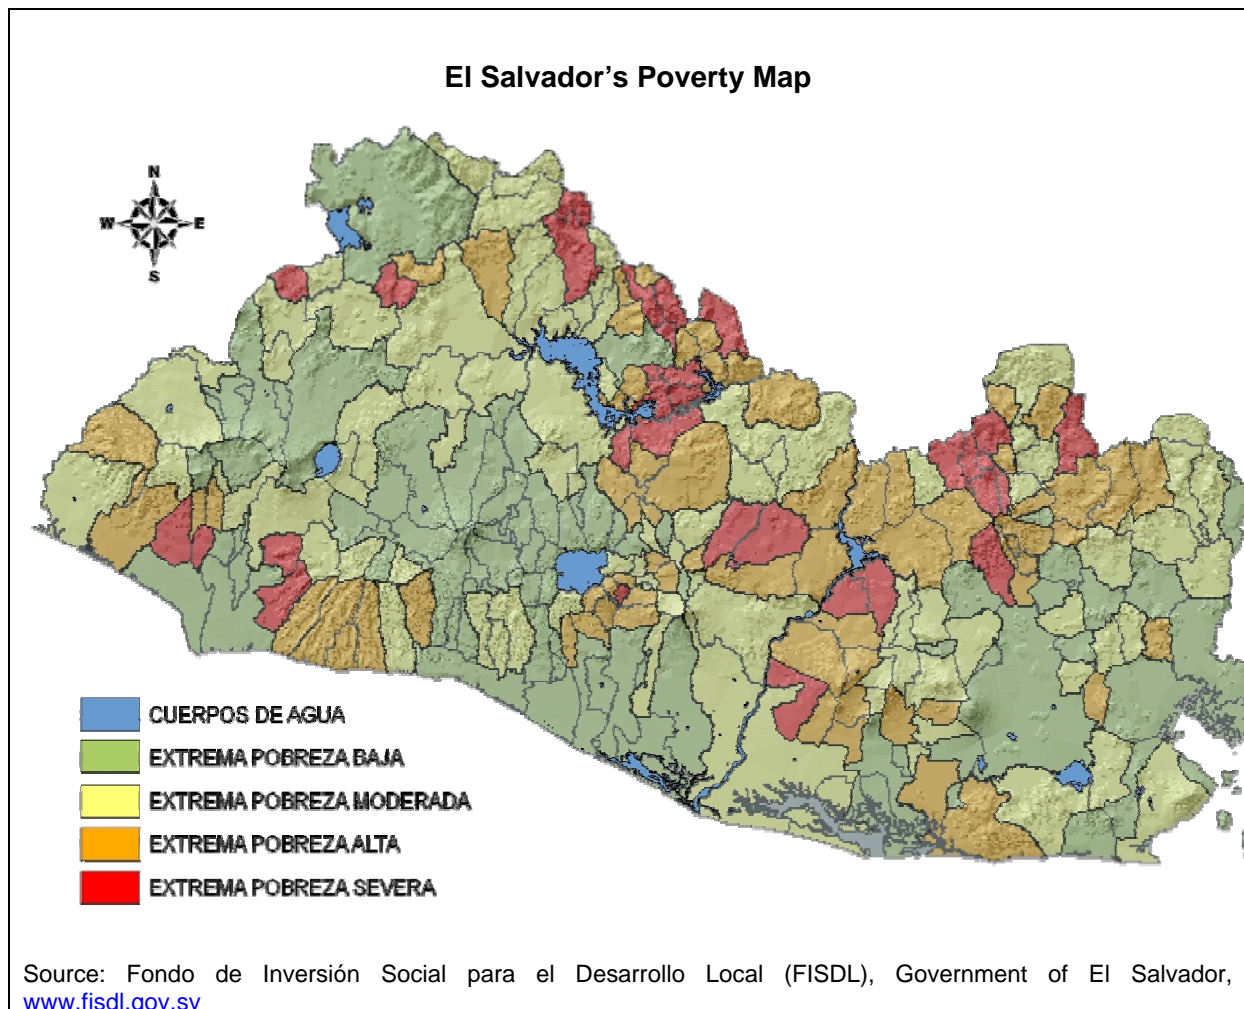 El Salvador's Poverty Map
N
W E
S
CUERPOS DE AGUA
EXTREMA POBREZA BAJA
EXTREMA POBREZA MODERADA
EXTREMA POBREZA ALTA
EXTREMA POBREZA SEVERA
Source: Fondo de Inversión Social para el Desarrollo Local (FISDL), Government of El Salvador,
www.fisdl.gov.sv